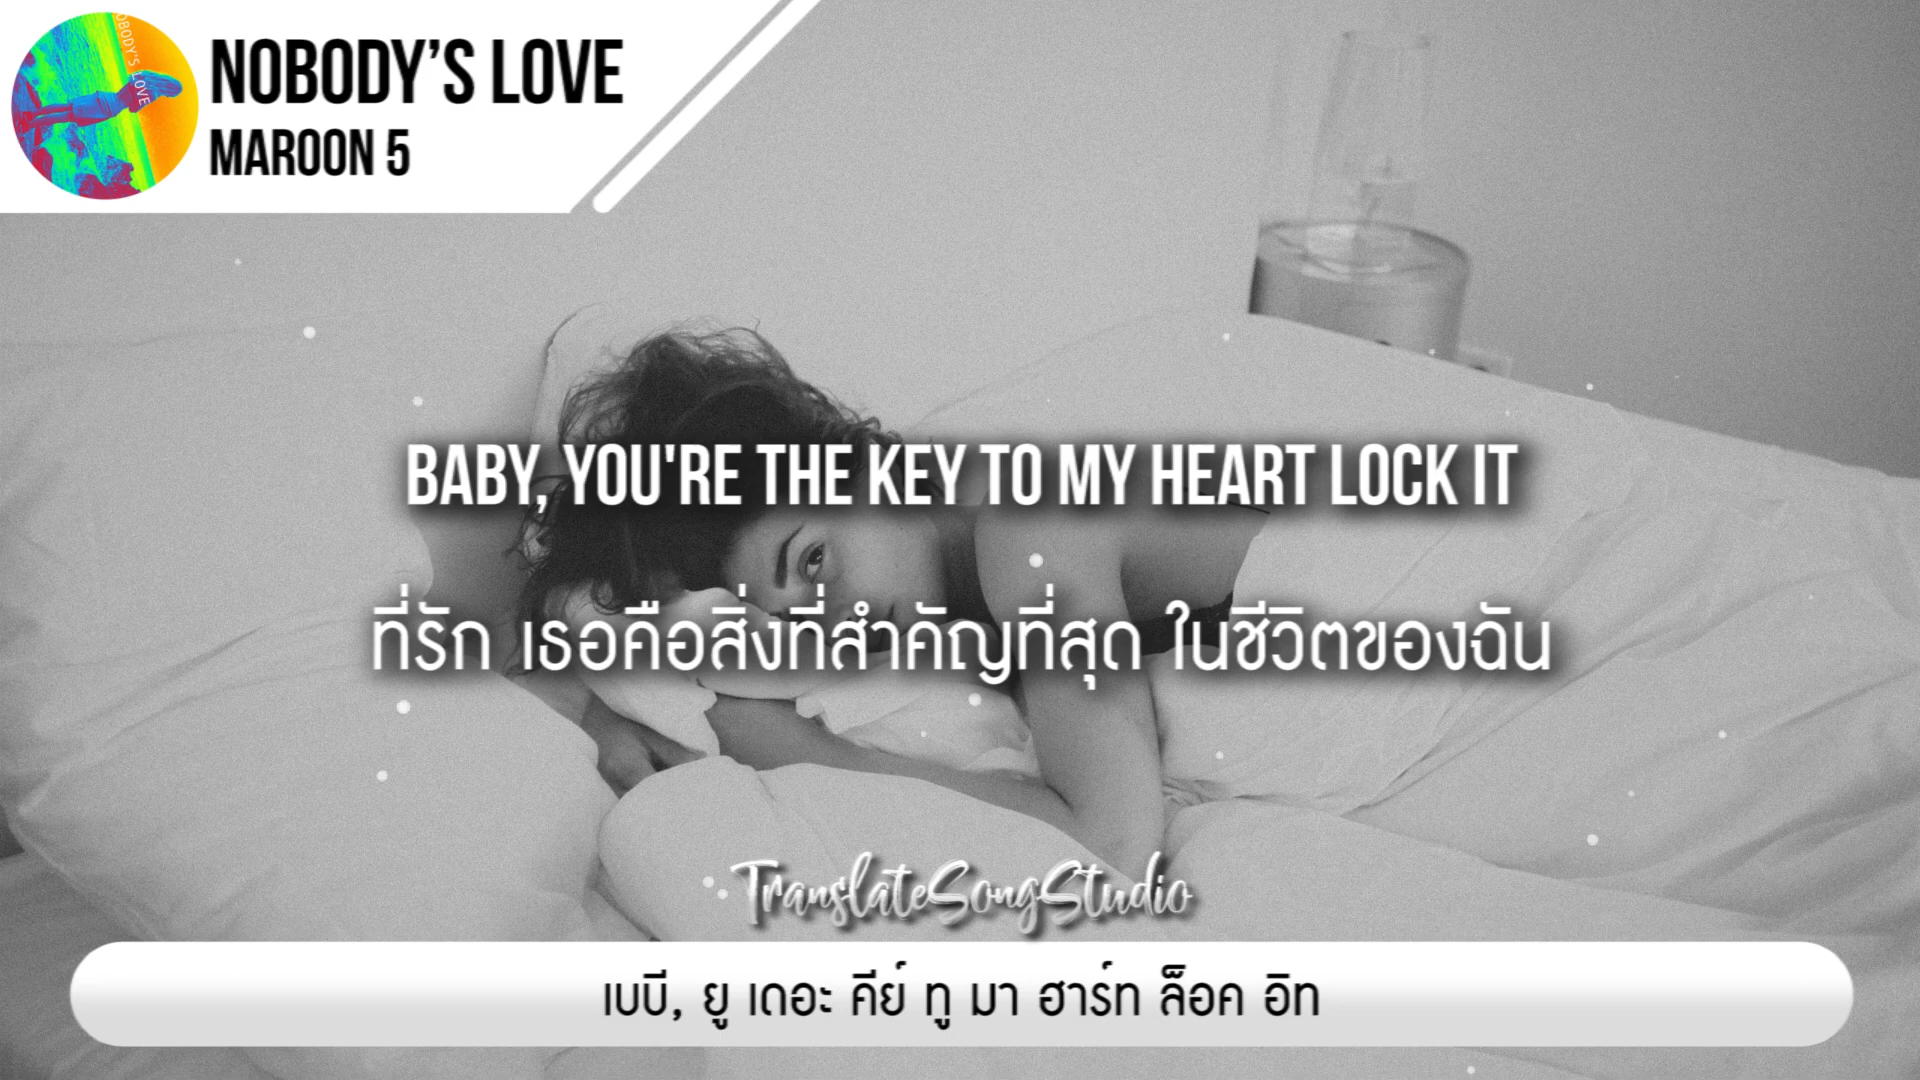 NOBODY'S LOVE
NOBODY’S LOVE
MAROON 5
BABY, YOU'RE THE KEY TO MY HEART LOCK IT
ที่รัก เธอคือสิ่งที่สำคัญที่สุด ในชีวิตของฉัน
TranslateSongStudio
เบบี, ยู เดอะ คีย์ ทู มา ฮาร์ท ล็อค อิท